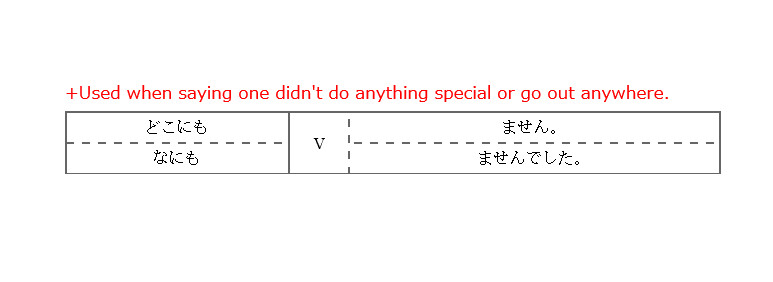 +Used when saying one didn't do anything special or go out anywhere.
どこにも
なにも
V
ません。
ませんでした。